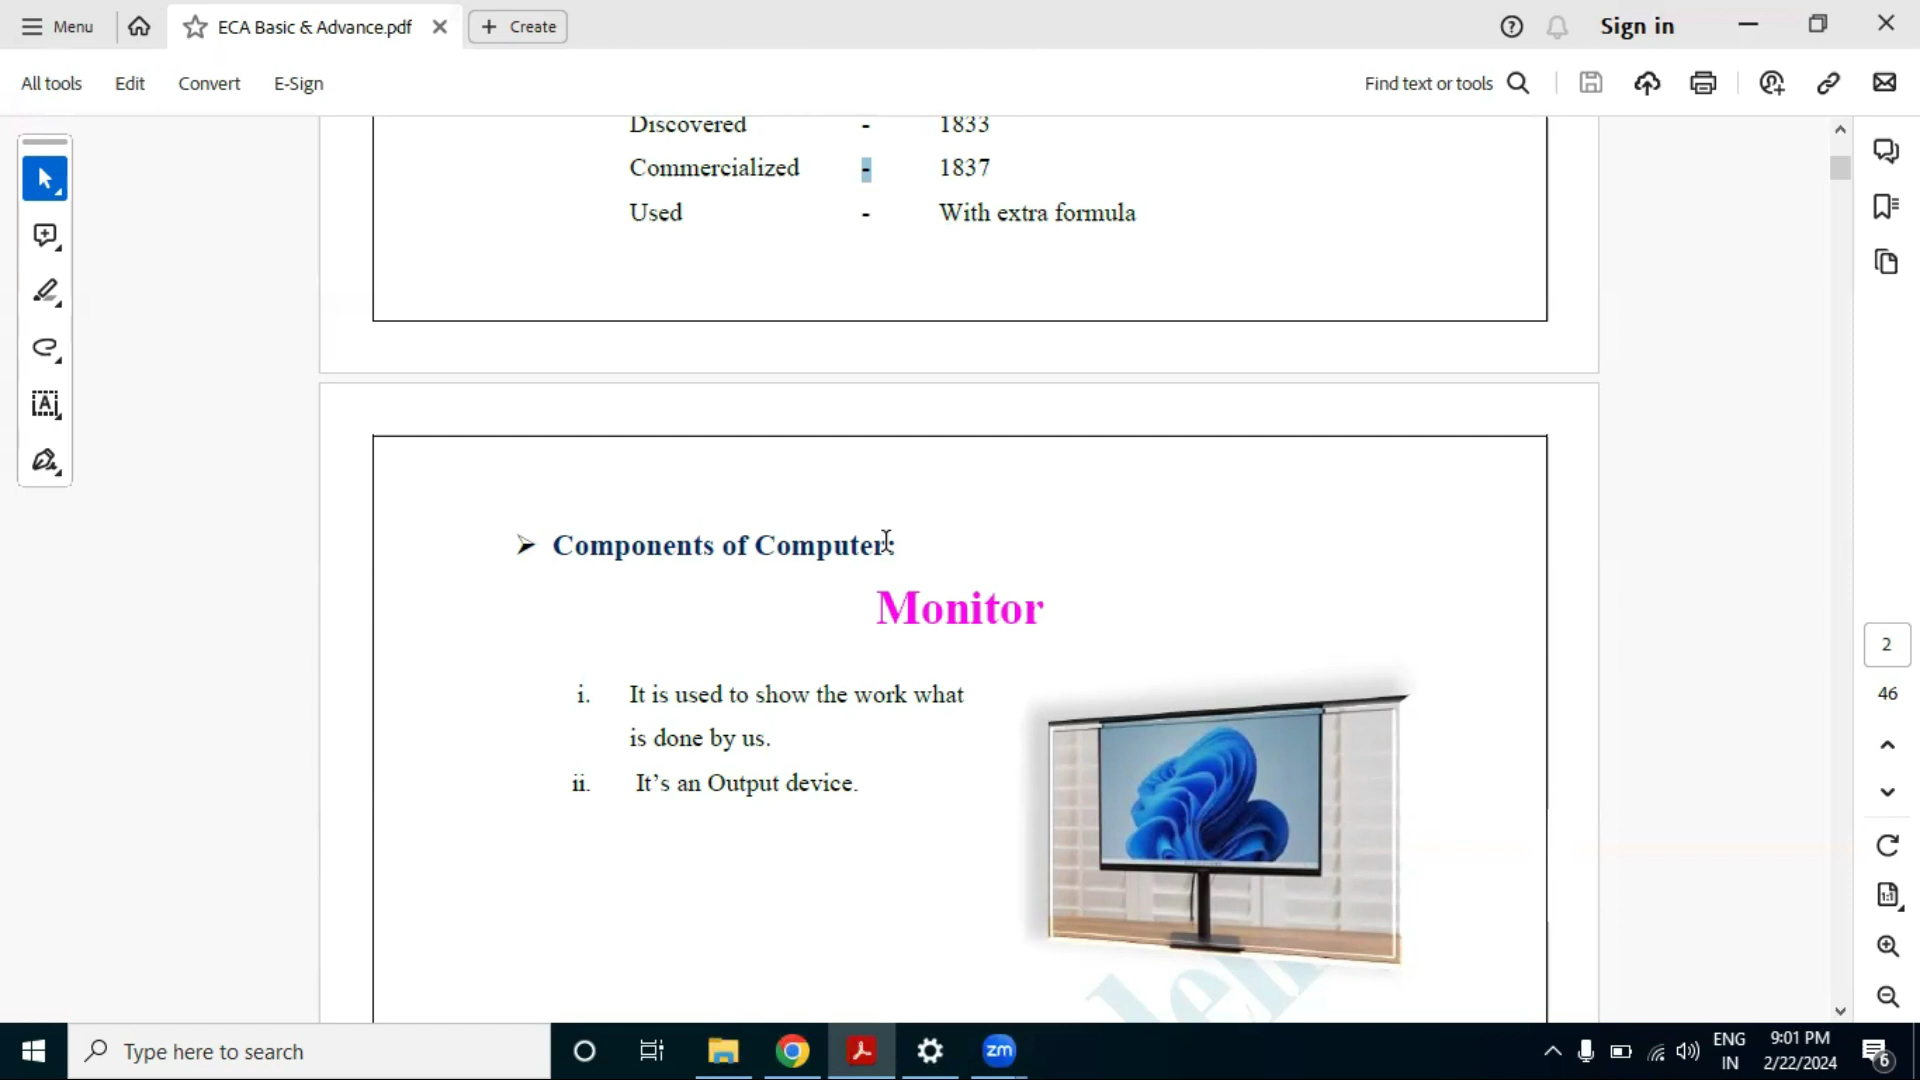 Menu
ECA Basic & Advance.pdf
Create
Sign in
All tools
Edit
Convert
E-Sign
Find text or tools
Discovered - 1833
Commercialized - 1837
Used - With extra formula
➢ Components of Computer:
Monitor
i. It is used to show the work what
is done by us.
ii. It’s an Output device.
2
46
Type here to search
zm
ENG
IN
9:01 PM
2/22/2024
6